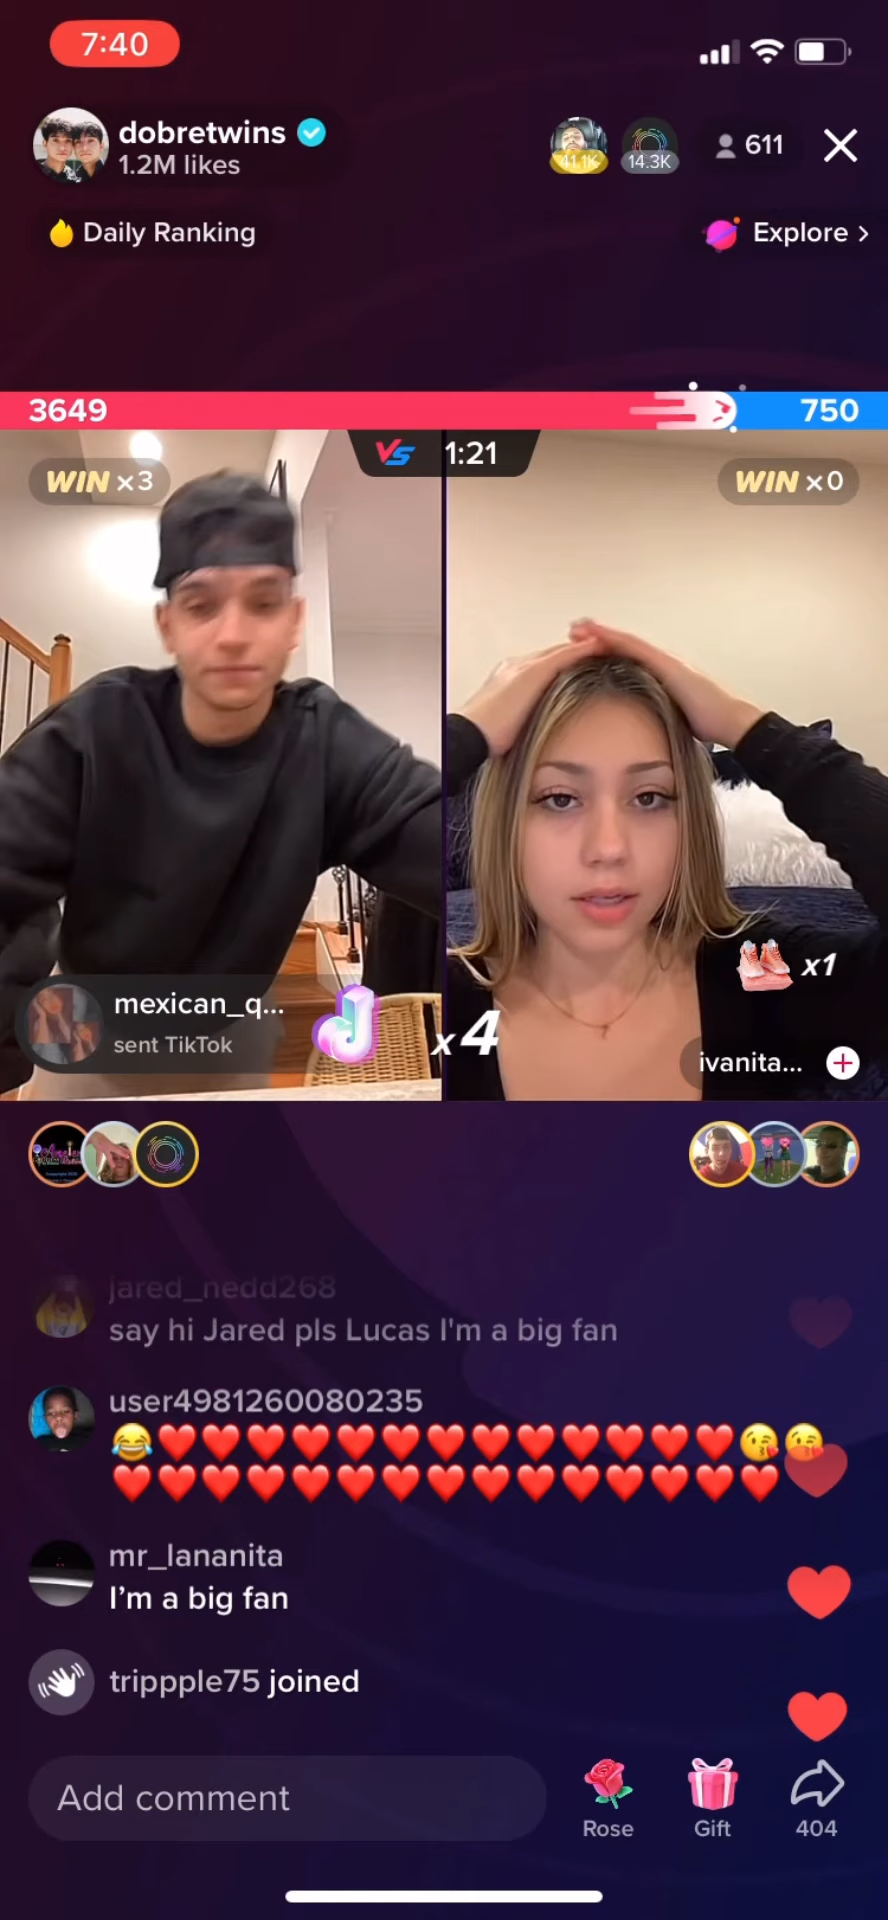 7:40
dobretwins
1.2M likes
41.1K
14.3K
611
Daily Ranking
Explore >
3649
750
VS 1:21
WIN x3
WIN x0
x1
mexican_q...
sent TikTok
x4
ivanita...
jared_nedd268
say hi Jared pls Lucas I'm a big fan
user4981260080235
😂❤️❤️❤️❤️❤️❤️❤️❤️❤️❤️❤️❤️❤️😘😘
❤️❤️❤️❤️❤️❤️❤️❤️❤️❤️❤️❤️❤️❤️❤️
mr_lananita
I’m a big fan
trippple75 joined
Add comment
Rose
Gift
404